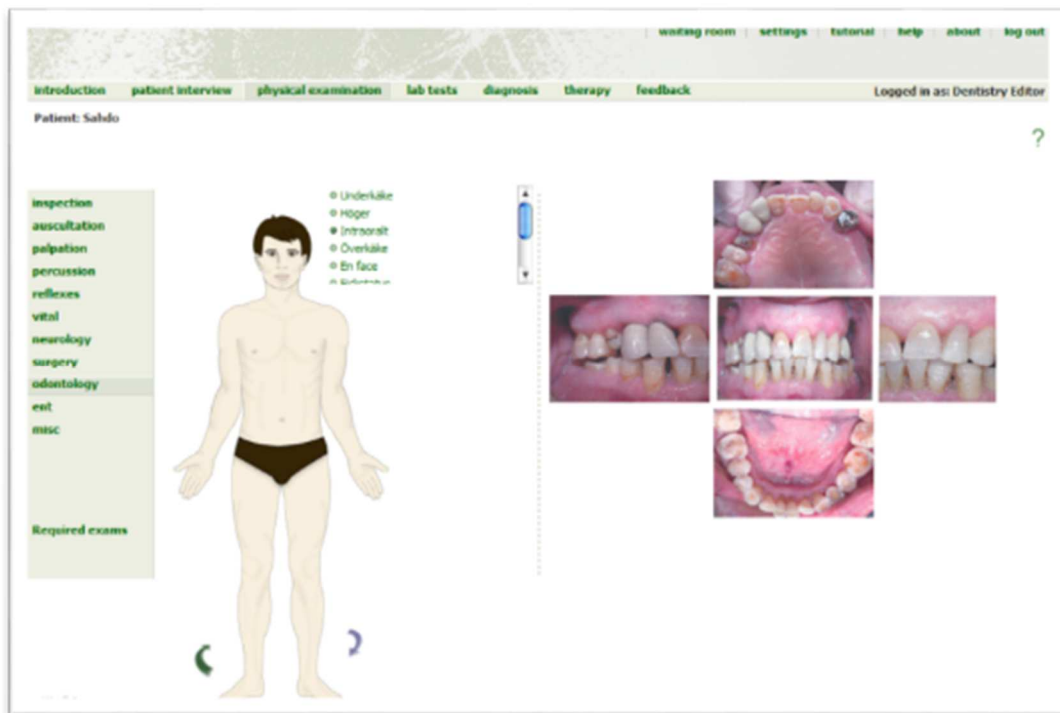 waiting room | settings | tutorial | help | about | log out
introduction patient interview physical examination lab tests diagnosis therapy feedback Logged in as: Dentistry Editor
Patient: Sahdo
?
inspection
auscultation
palpation
percussion
reflexes
vital
neurology
surgery
odontology
ent
misc
Required exams
Underkäke
Höger
Intraoralt
Överkäke
En face